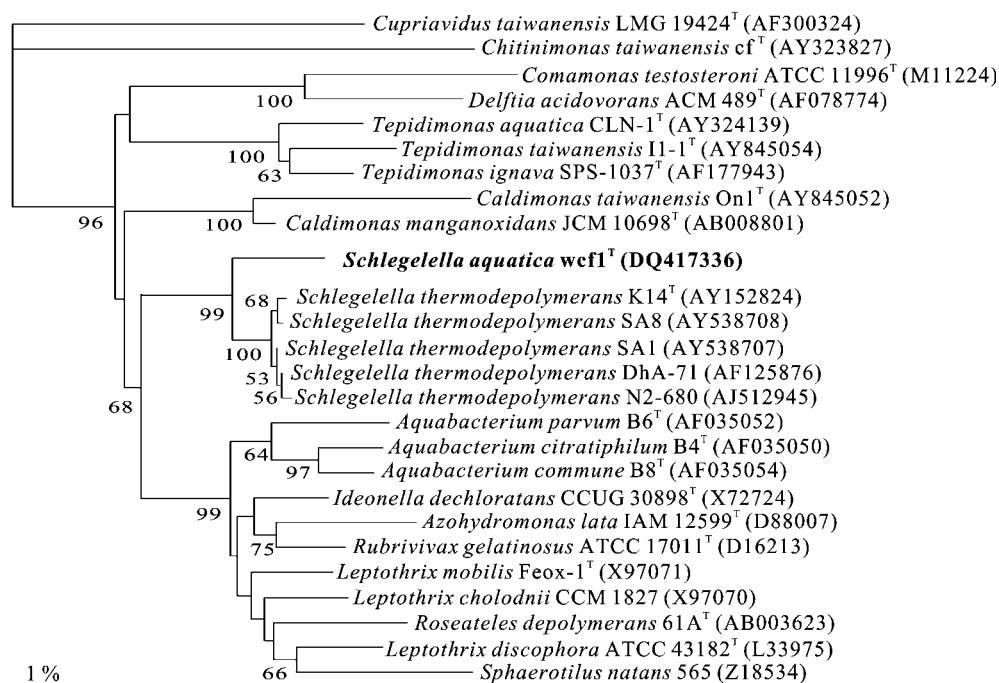 Cupriavidus taiwanensis LMG 19424ᵀ (AF300324)
Chitinimonas taiwanensis cfᵀ (AY323827)
Comamonas testosteroni ATCC 11996ᵀ (M11224)
100
Delftia acidovorans ACM 489ᵀ (AF078774)
Tepidimonas aquatica CLN-1ᵀ (AY324139)
100
Tepidimonas taiwanensis I1-1ᵀ (AY845054)
63
Tepidimonas ignava SPS-1037ᵀ (AF177943)
Caldimonas taiwanensis On1ᵀ (AY845052)
96
100
Caldimonas manganoxidans JCM 10698ᵀ (AB008801)
Schlegelella aquatica wcf1ᵀ (DQ417336)
68
Schlegelella thermodepolymerans K14ᵀ (AY152824)
99
Schlegelella thermodepolymerans SA8 (AY538708)
100
Schlegelella thermodepolymerans SA1 (AY538707)
53
Schlegelella thermodepolymerans DhA-71 (AF125876)
56
Schlegelella thermodepolymerans N2-680 (AJ512945)
68
Aquabacterium parvum B6ᵀ (AF035052)
64
Aquabacterium citratiphilum B4ᵀ (AF035050)
97
Aquabacterium commune B8ᵀ (AF035054)
99
Ideonella dechloratans CCUG 30898ᵀ (X72724)
Azohydromonas lata IAM 12599ᵀ (D88007)
75
Rubrivivax gelatinosus ATCC 17011ᵀ (D16213)
Leptothrix mobilis Feox-1ᵀ (X97071)
Leptothrix cholodnii CCM 1827 (X97070)
Roseateles depolymerans 61Aᵀ (AB003623)
Leptothrix discophora ATCC 43182ᵀ (L33975)
66
Sphaerotilus natans 565 (Z18534)
1%